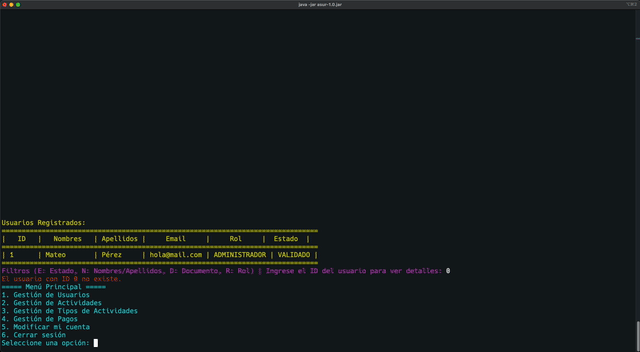 java -jar esur-1.0.jar
Usuarios Registrados:
================================================================================
| ID | Nombres | Apellidos | Email | Rol | Estado |
================================================================================
| 1 | Mateo | Pérez | hola@mail.com | ADMINISTRADOR | VALIDADO |
================================================================================
Filtros (E: Estado, N: Nombres/Apellidos, D: Documento, R: Rol) | Ingrese el ID del usuario para ver detalles: 0
El usuario con ID 0 no existe.
===== Menú Principal =====
1. Gestión de Usuarios
2. Gestión de Actividades
3. Gestión de Tipos de Actividades
4. Gestión de Pagos
5. Modificar mi cuenta
6. Cerrar sesión
Seleccione una opción: